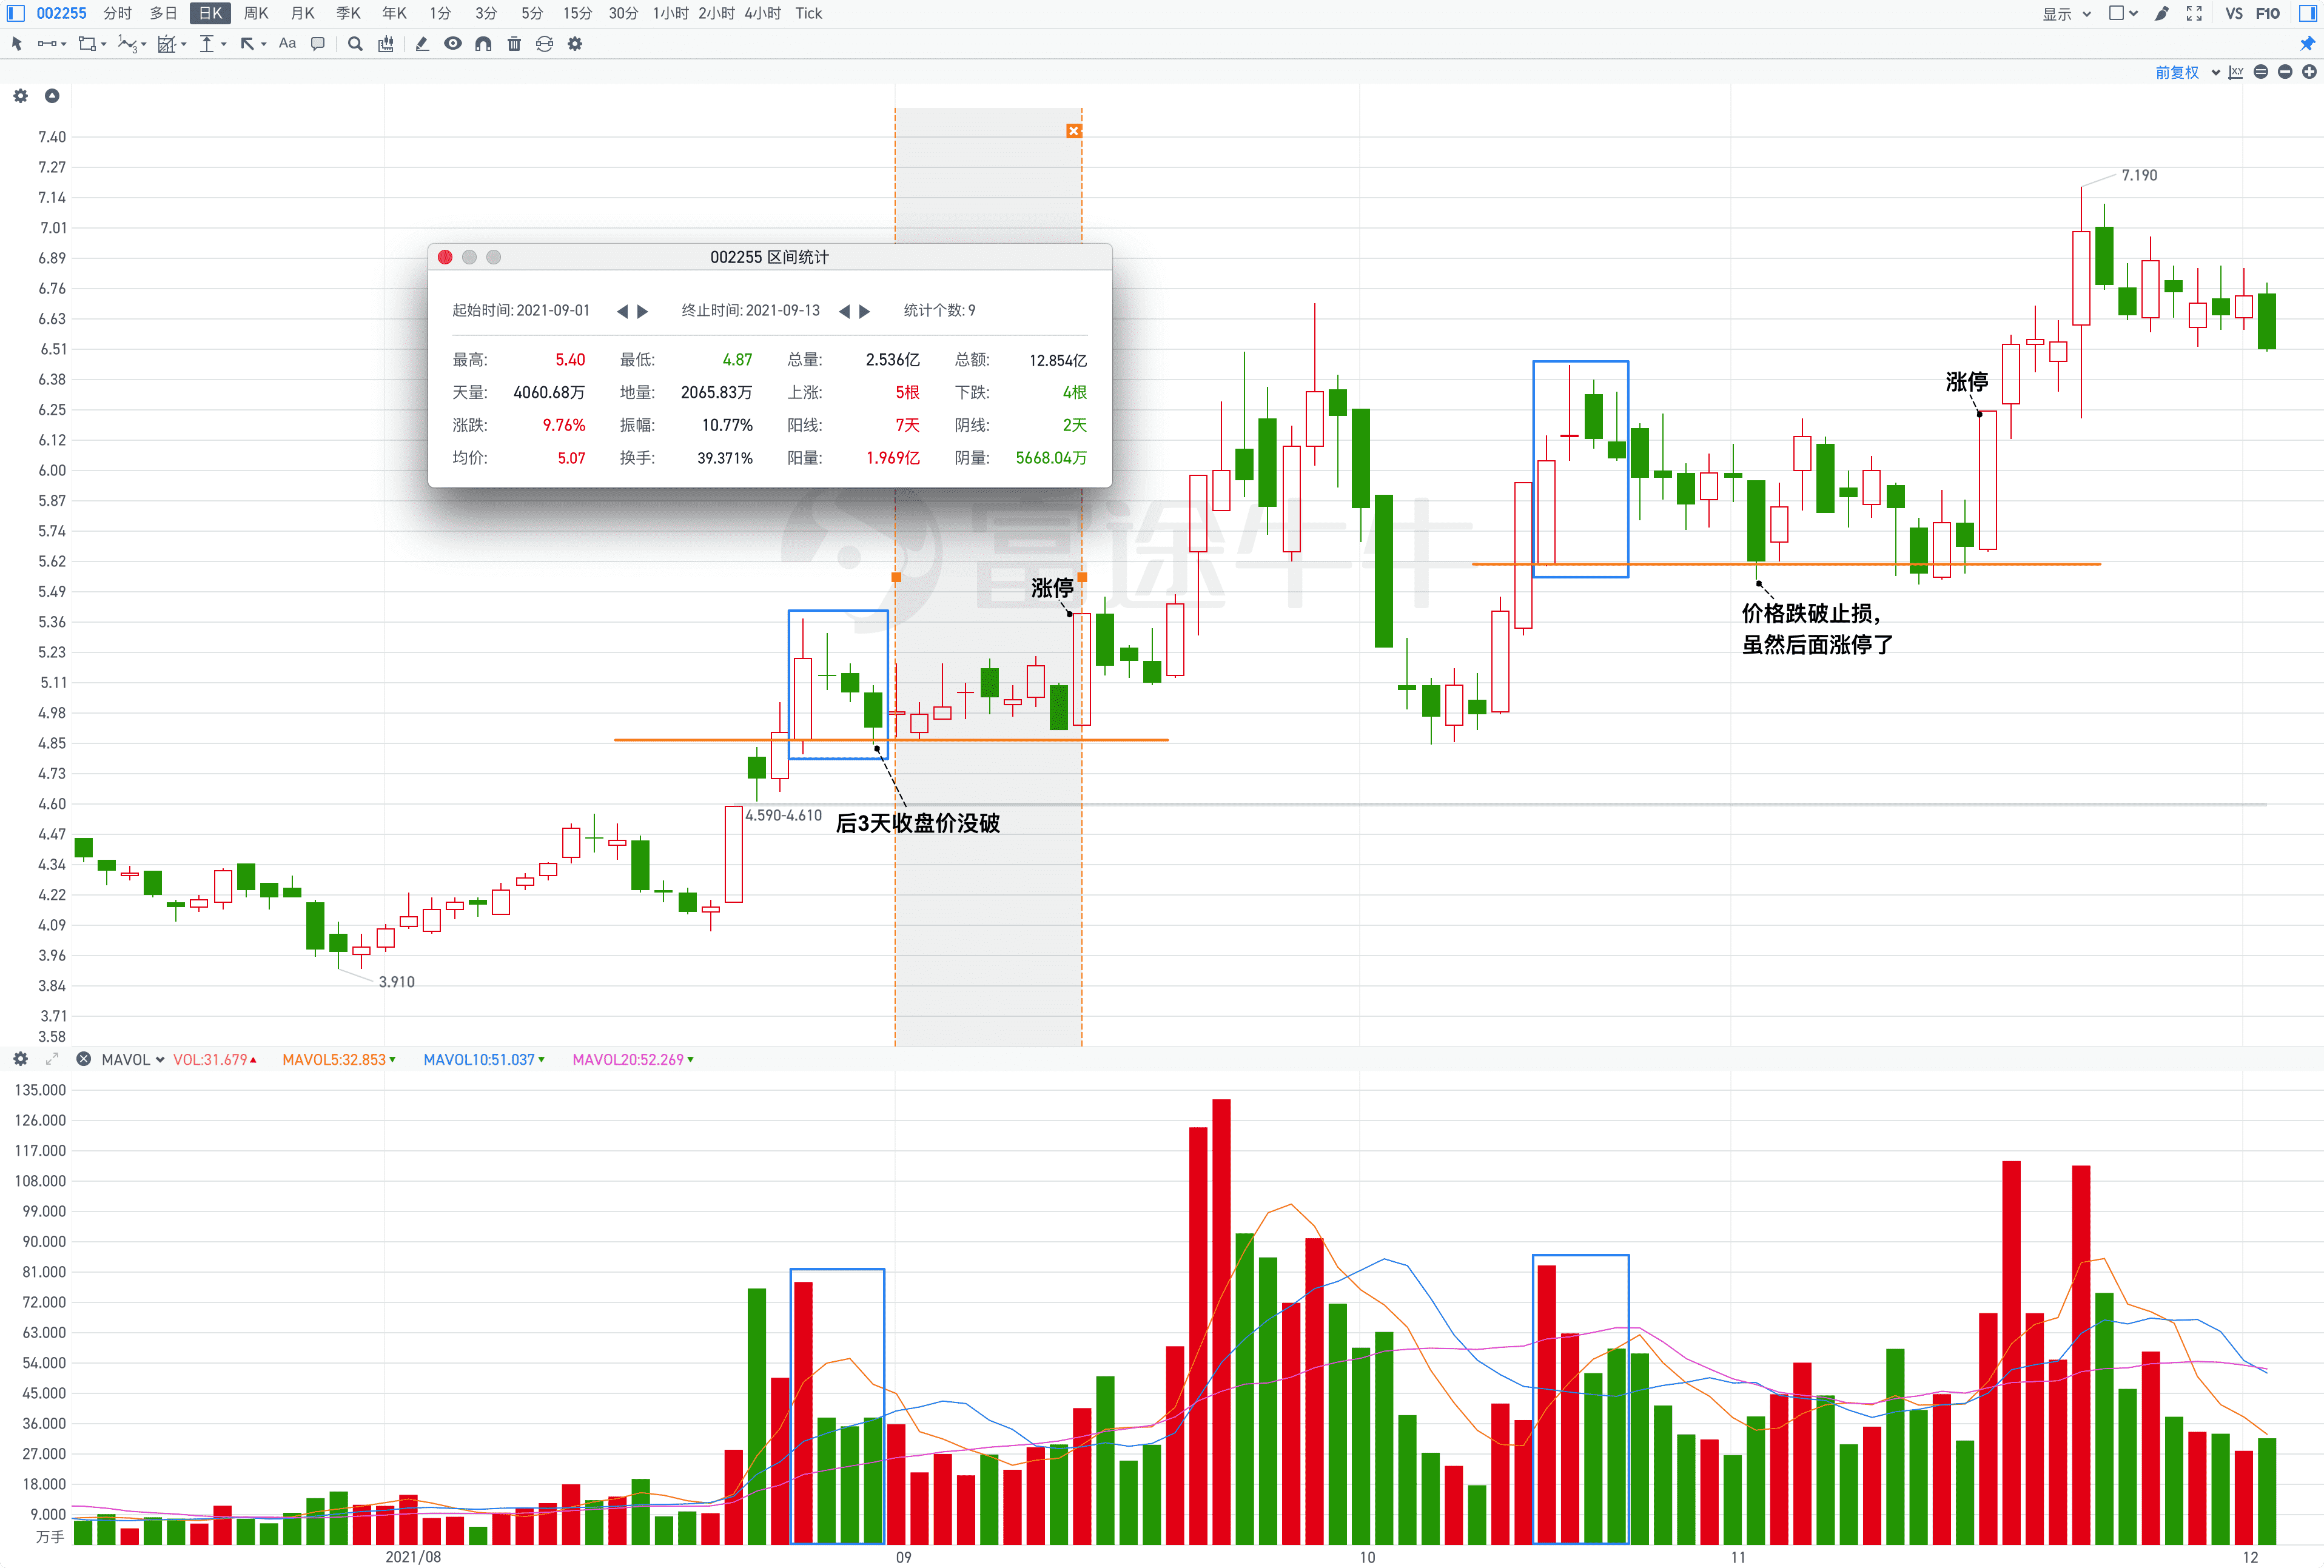 002255 分时 多日 日K 周K 月K 季K 年K 1分 3分 5分 15分 30分 1小时 2小时 4小时 Tick 显示 VS F10
Aa
前复权
7.40
7.27
7.14
7.01
6.89
6.76
6.63
6.51
6.38
6.25
6.12
6.00
5.87
5.74
5.62
5.49
5.36
5.23
5.11
4.98
4.85
4.73
4.60
4.47
4.34
4.22
4.09
3.96
3.84
3.71
3.58
7.190
002255 区间统计
起始时间:2021-09-01 终止时间:2021-09-13 统计个数:9
最高: 5.40 最低: 4.87 总量: 2.536亿 总额: 12.854亿
天量: 4060.68万 地量: 2065.83万 上涨: 5根 下跌: 4根
涨跌: 9.76% 振幅: 10.77% 阳线: 7天 阴线: 2天
均价: 5.07 换手: 39.371% 阳量: 1.969亿 阴量: 5668.04万
富途牛牛
涨停
涨停
价格跌破止损,
虽然后面涨停了
4.590-4.610
后3天收盘价没破
3.910
MAVOL VOL:31.679 MAVOL5:32.853 MAVOL10:51.037 MAVOL20:52.269
135.000
126.000
117.000
108.000
99.000
90.000
81.000
72.000
63.000
54.000
45.000
36.000
27.000
18.000
9.000
万手
2021/08 09 10 11 12